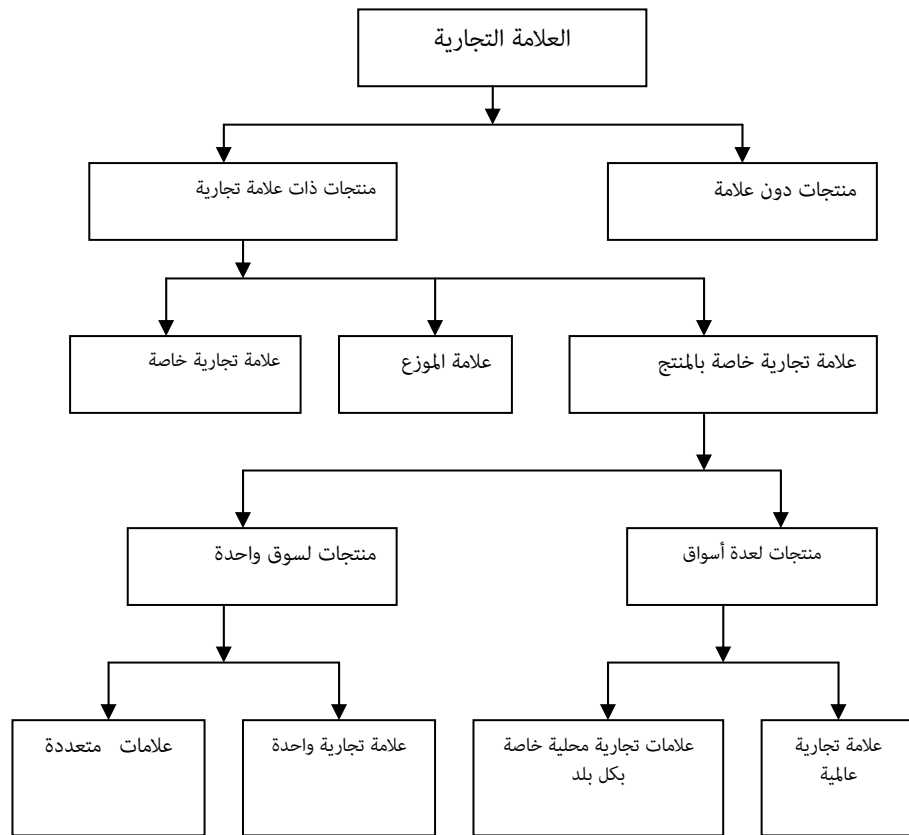 العلامة التجارية
منتجات دون علامة
منتجات ذات علامة تجارية
علامة تجارية خاصة بالمنتج
علامة الموزع
علامة تجارية خاصة
منتجات لعدة أسواق
منتجات لسوق واحدة
علامة تجارية
عالمية
علامات تجارية محلية خاصة
بكل بلد
علامة تجارية واحدة
علامات متعددة